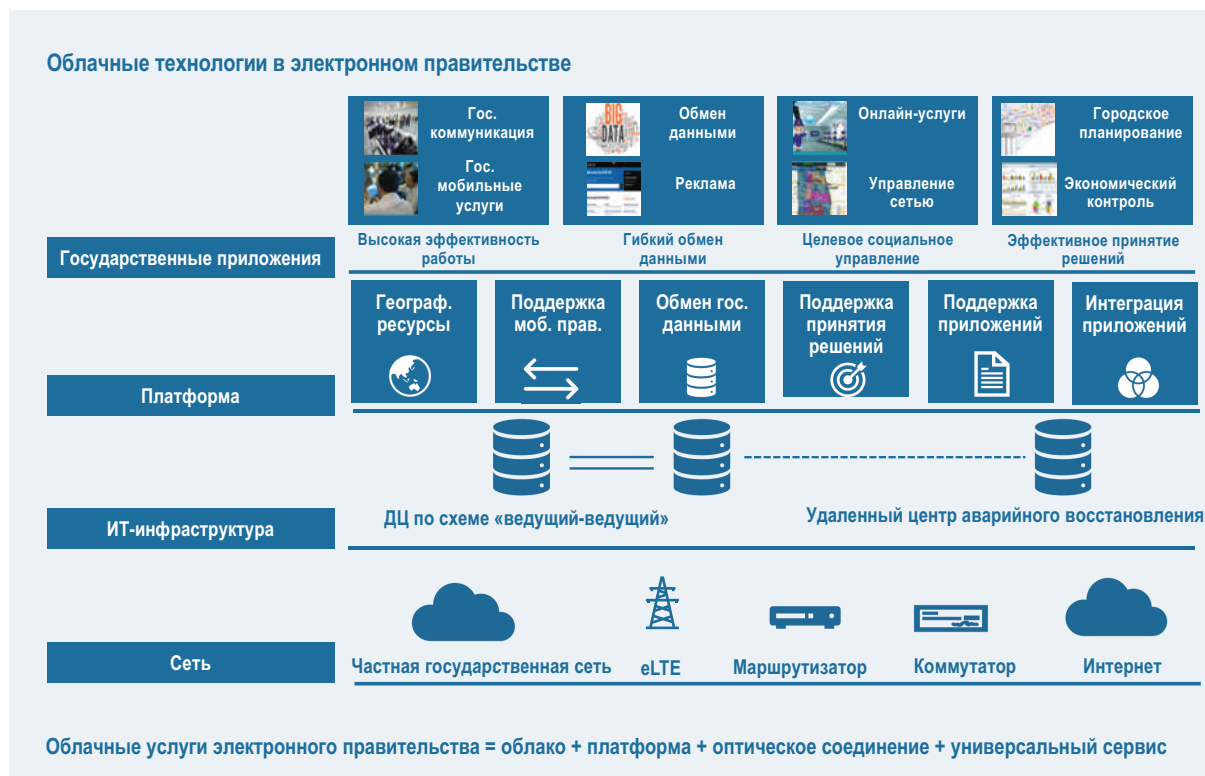 Облачные технологии в электронном правительстве
Гос.
коммуникация
Гос.
мобильные
услуги
BIG
DATA
Обмен
данными
Реклама
Онлайн-услуги
Управление
сетью
Городское
планирование
Экономический
контроль
Государственные приложения
Высокая эффективность
работы
Гибкий обмен
данными
Целевое социальное
управление
Эффективное принятие
решений
Географ.
ресурсы
Поддержка
моб. прав.
Обмен гос.
данными
Поддержка
принятия
решений
Поддержка
приложений
Интеграция
приложений
Платформа
ИТ-инфраструктура
ДЦ по схеме «ведущий-ведущий»
Удаленный центр аварийного восстановления
Сеть
Частная государственная сеть
eLTE
Маршрутизатор
Коммутатор
Интернет
Облачные услуги электронного правительства = облако + платформа + оптическое соединение + универсальный сервис